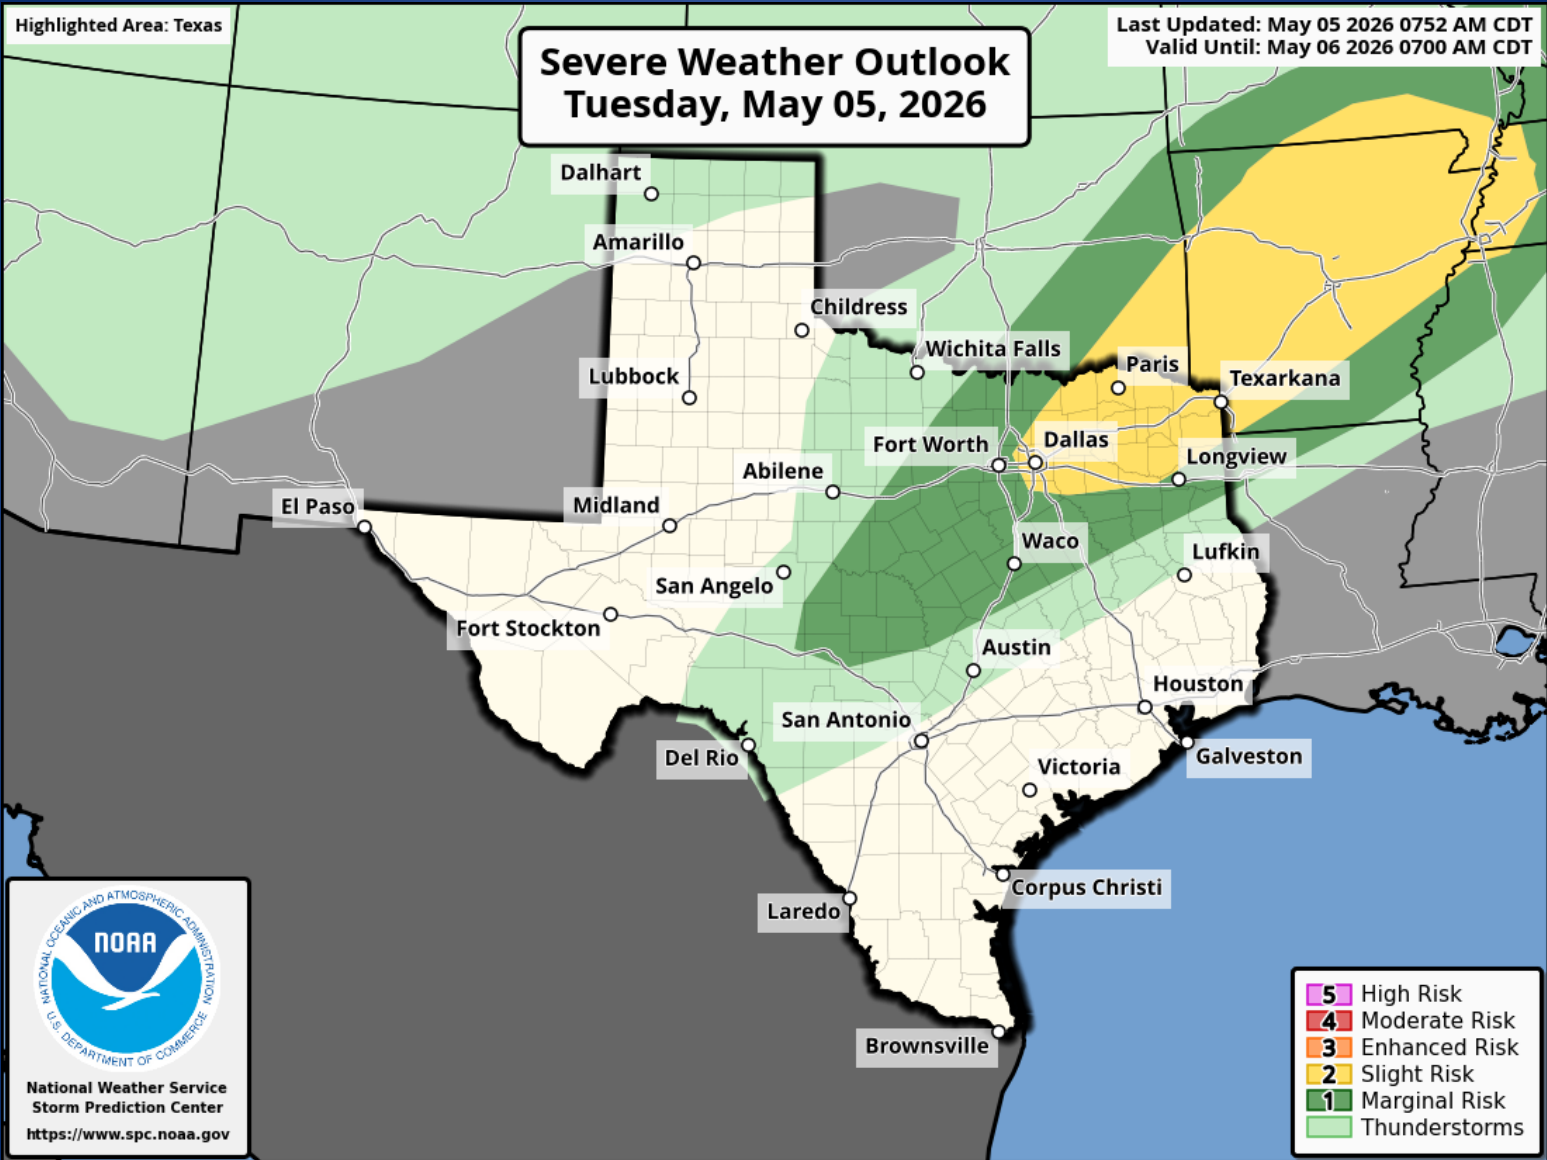 Highlighted Area: Texas
Severe Weather Outlook
Tuesday, May 05, 2026
Last Updated: May 05 2026 0752 AM CDT
Valid Until: May 06 2026 0700 AM CDT
Dalhart
Amarillo
Childress
Wichita Falls
Paris
Texarkana
Lubbock
Fort Worth
Dallas
Longview
Abilene
El Paso
Midland
Waco
Lufkin
San Angelo
Fort Stockton
Austin
Houston
San Antonio
Del Rio
Galveston
Victoria
Corpus Christi
Laredo
Brownsville
NATIONAL OCEANIC AND ATMOSPHERIC ADMINISTRATION
NOAA
U.S. DEPARTMENT OF COMMERCE
National Weather Service
Storm Prediction Center
https://www.spc.noaa.gov
5 High Risk
4 Moderate Risk
3 Enhanced Risk
2 Slight Risk
1 Marginal Risk
Thunderstorms